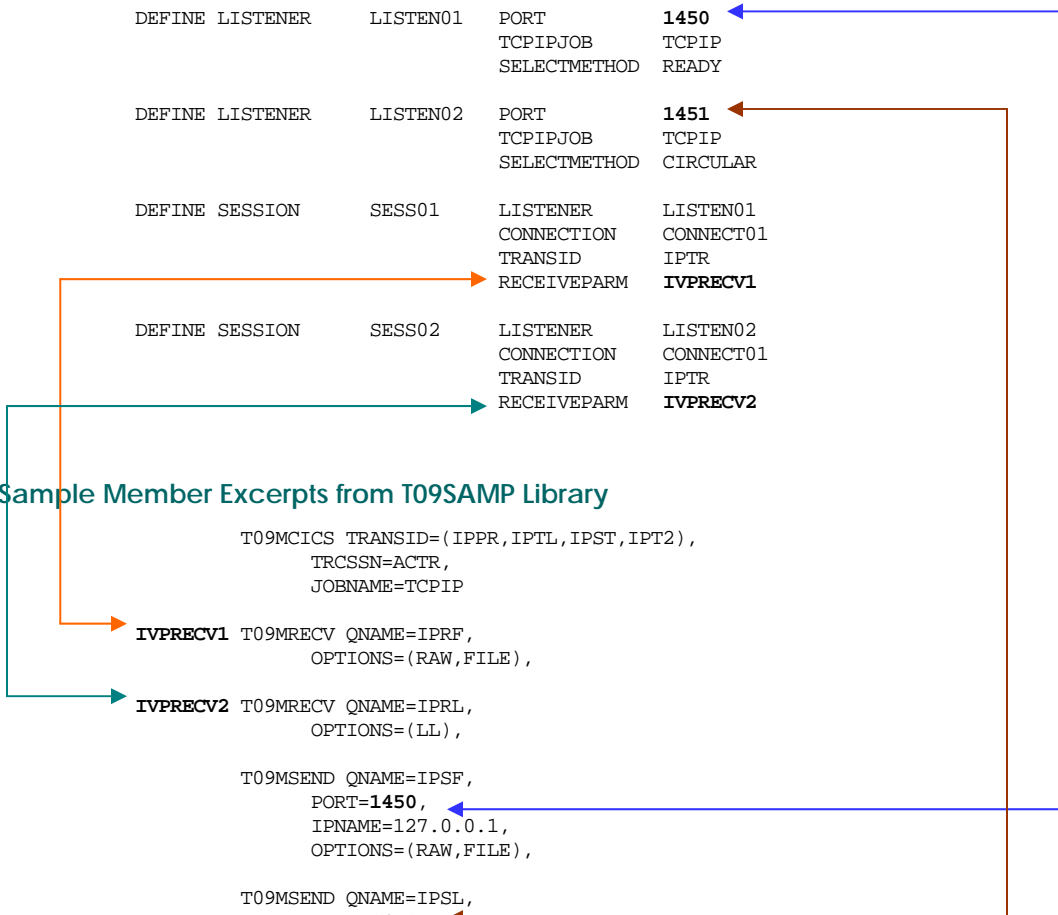 DEFINE LISTENER LISTEN01 PORT 1450
TCPIPJOB TCPIP
SELECTMETHOD READY
DEFINE LISTENER LISTEN02 PORT 1451
TCPIPJOB TCPIP
SELECTMETHOD CIRCULAR
DEFINE SESSION SESS01 LISTENER LISTEN01
CONNECTION CONNECT01
TRANSID IPTR
RECEIVEPARM IVPRECV1
DEFINE SESSION SESS02 LISTENER LISTEN02
CONNECTION CONNECT01
TRANSID IPTR
RECEIVEPARM IVPRECV2
Sample Member Excerpts from T09SAMP Library
T09MCICS TRANSID=(IPPR,IPTL,IPST,IPT2),
TRCSSN=ACTR,
JOBNAME=TCPIP
IVPRECV1 T09MRECV QNAME=IPRF,
OPTIONS=(RAW,FILE),
IVPRECV2 T09MRECV QNAME=IPRL,
OPTIONS=(LL),
T09MSEND QNAME=IPSF,
PORT=1450,
IPNAME=127.0.0.1,
OPTIONS=(RAW,FILE),
T09MSEND QNAME=IPSL,